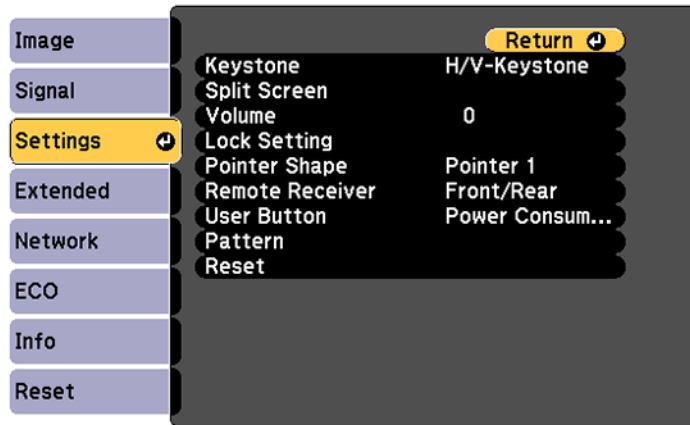 Image
Signal
Settings
Extended
Network
ECO
Info
Reset
Return
Keystone H/V-Keystone
Split Screen
Volume 0
Lock Setting
Pointer Shape Pointer 1
Remote Receiver Front/Rear
User Button Power Consum...
Pattern
Reset